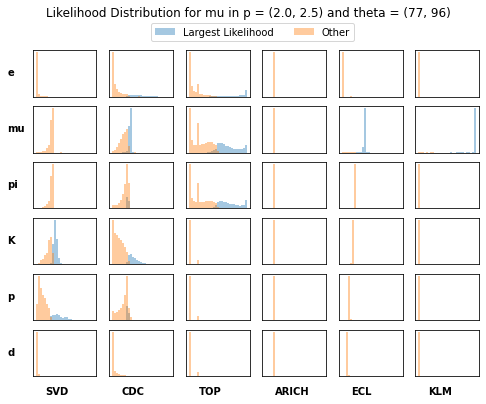 Likelihood Distribution for mu in p = (2.0, 2.5) and theta = (77, 96)
Largest Likelihood Other
e
mu
pi
K
p
d
SVD CDC TOP ARICH ECL KLM